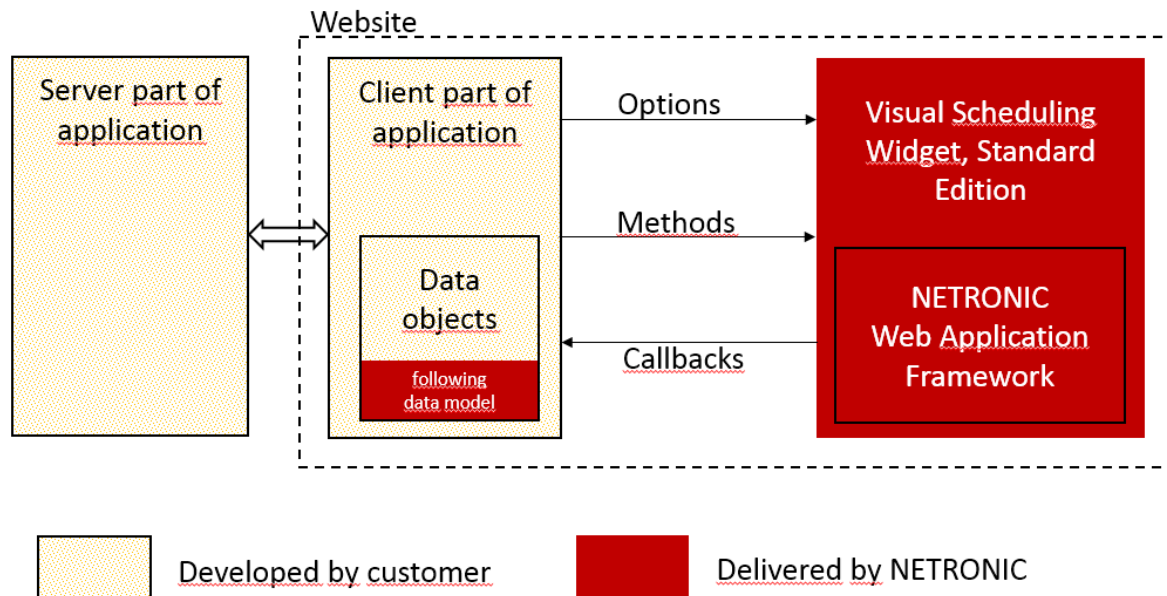 Website
Server part of
application
Client part of
application
Options
Visual Scheduling
Widget, Standard
Edition
Methods
Data
objects
following
data model
Callbacks
NETRONIC
Web Application
Framework
Developed by customer
Delivered by NETRONIC